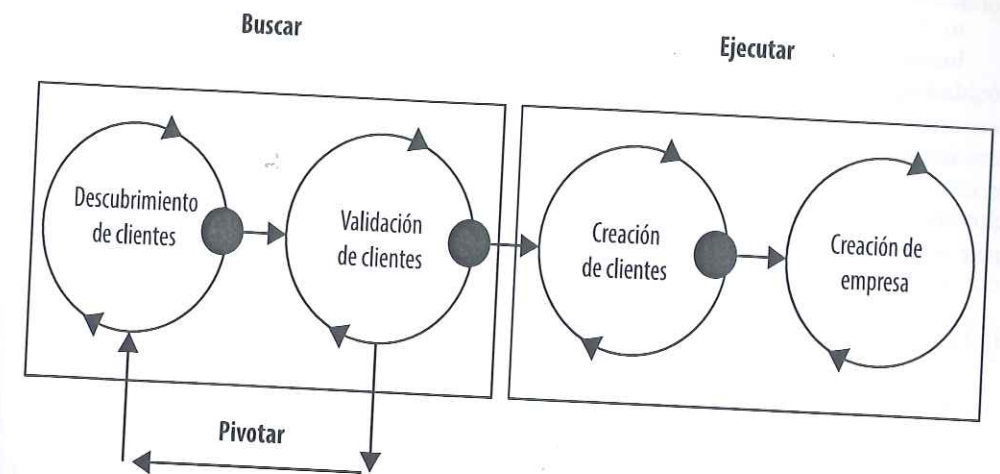 Buscar
Ejecutar
Descubrimiento
de clientes
Validación
de clientes
Creación
de clientes
Creación de
empresa
Pivotar